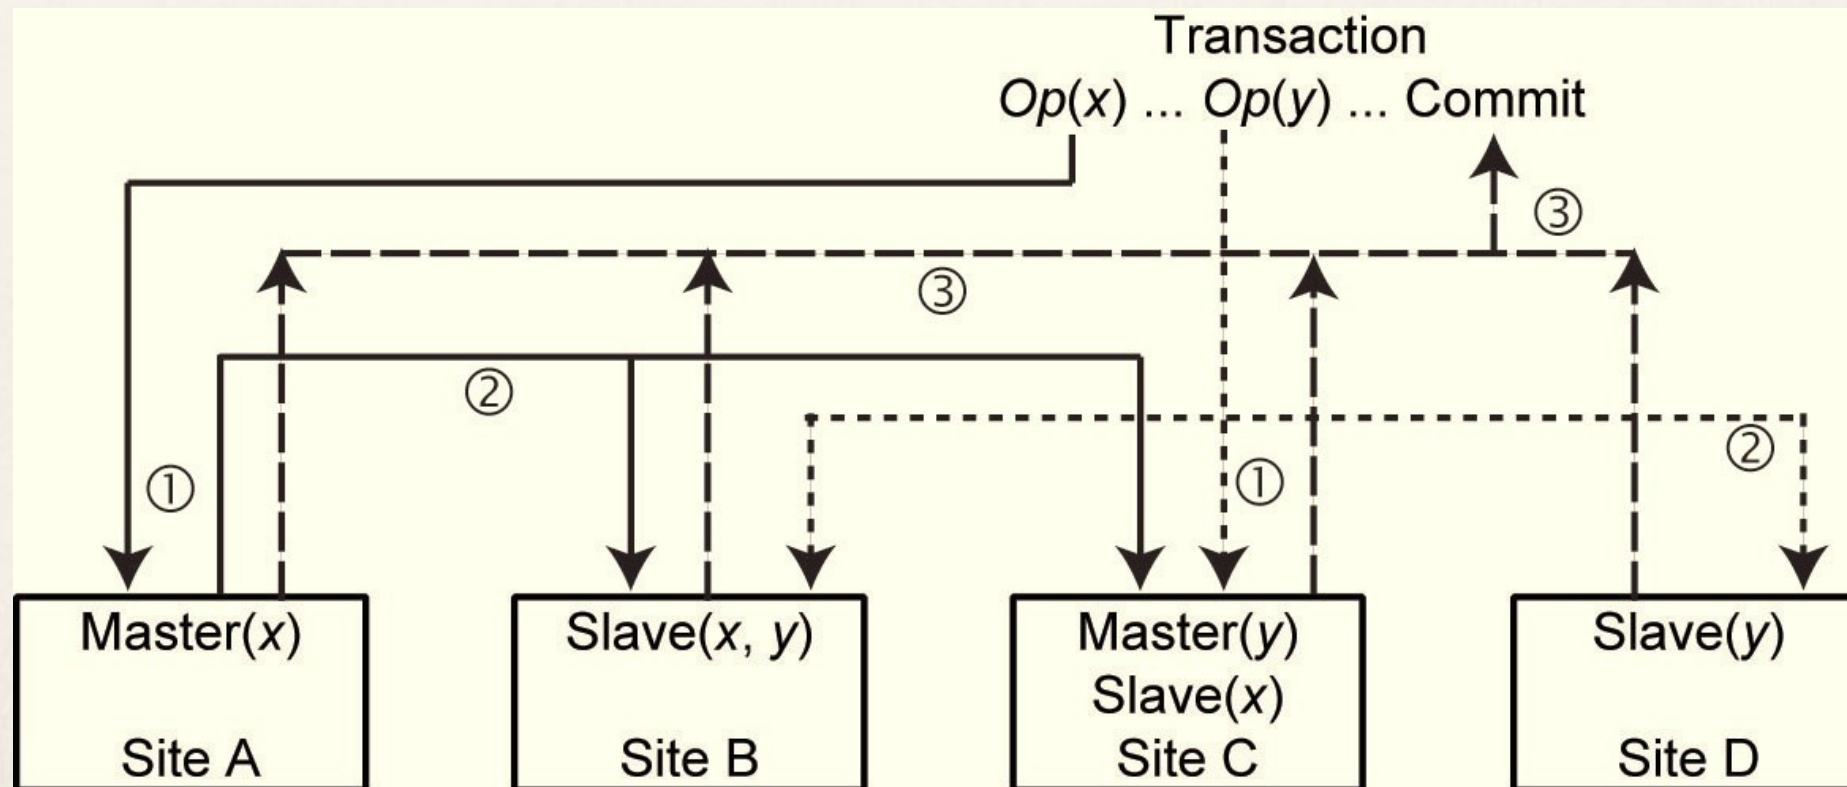 Transaction
Op(x) ... Op(y) ... Commit
③
③
②
②
①
①
Master(x)
Site A
Slave(x, y)
Site B
Master(y)
Slave(x)
Site C
Slave(y)
Site D